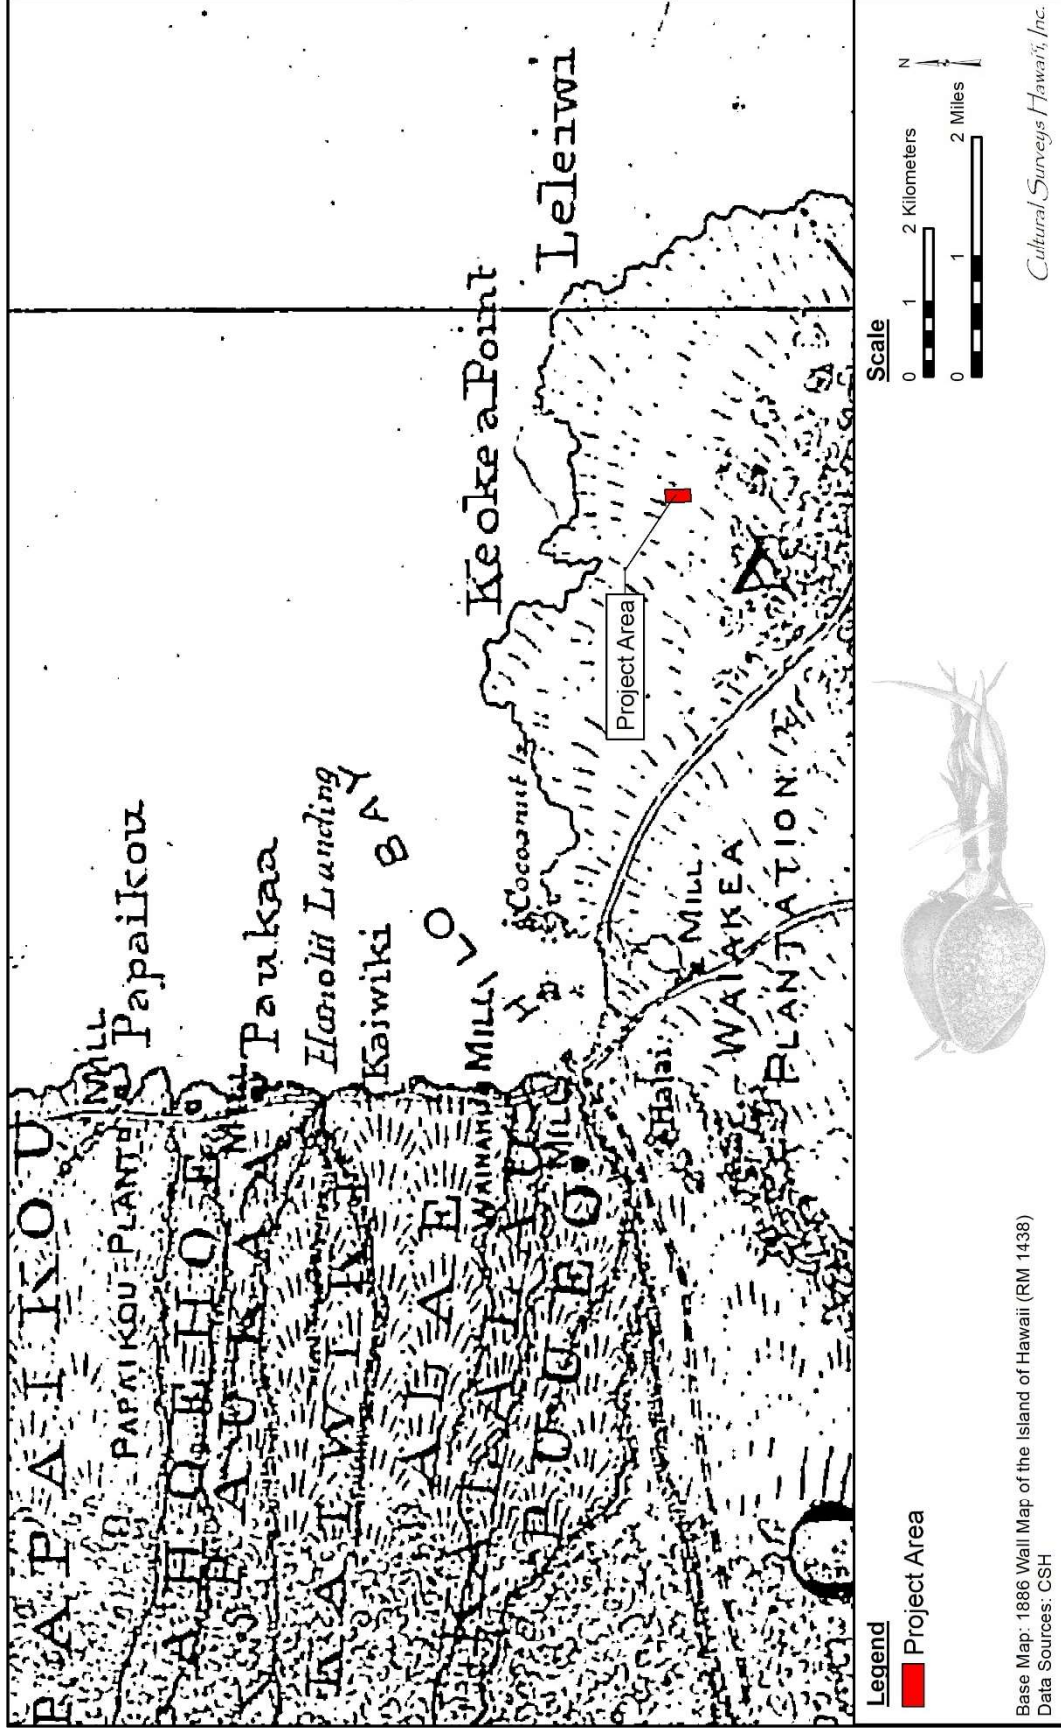 PAPAIKOU
MILL
Papaikou
PAPAIKOU PLANTN
PAHOEHOE
MILL
Paukaa
PAUKAA
Honolii Landing
KAIWIKI
Kaiwiki
HILO BAY
WAINAKU MILL
PUUEO
MILL
Cocoanut Is
Keokea Point
Leleiwi
Project Area
Halai
MILL
WAIAKEA
PLANTATION
A
O
Legend
Project Area
Base Map: 1886 Wall Map of the Island of Hawaii (RM 1438)
Data Sources: CSH
Scale
0 1 2 Kilometers
N
0 1 2 Miles
Cultural Surveys Hawai'i, Inc.